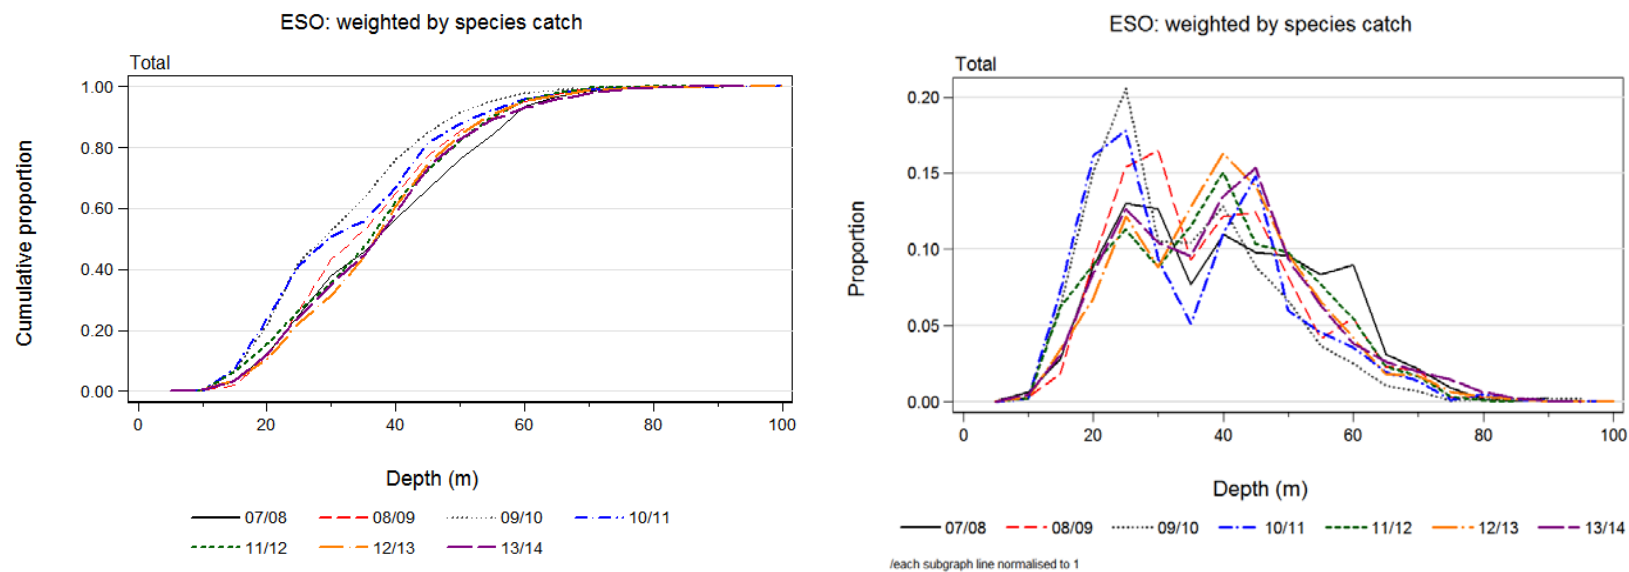 ESO: weighted by species catch
Total
1.00
0.80
0.60
0.40
0.20
0.00
Cumulative proportion
0 20 40 60 80 100
Depth (m)
07/08 08/09 09/10 10/11
11/12 12/13 13/14
ESO: weighted by species catch
Total
0.20
0.15
0.10
0.05
0.00
Proportion
0 20 40 60 80 100
Depth (m)
07/08 08/09 09/10 10/11 11/12 12/13 13/14
/each subgraph line normalised to 1